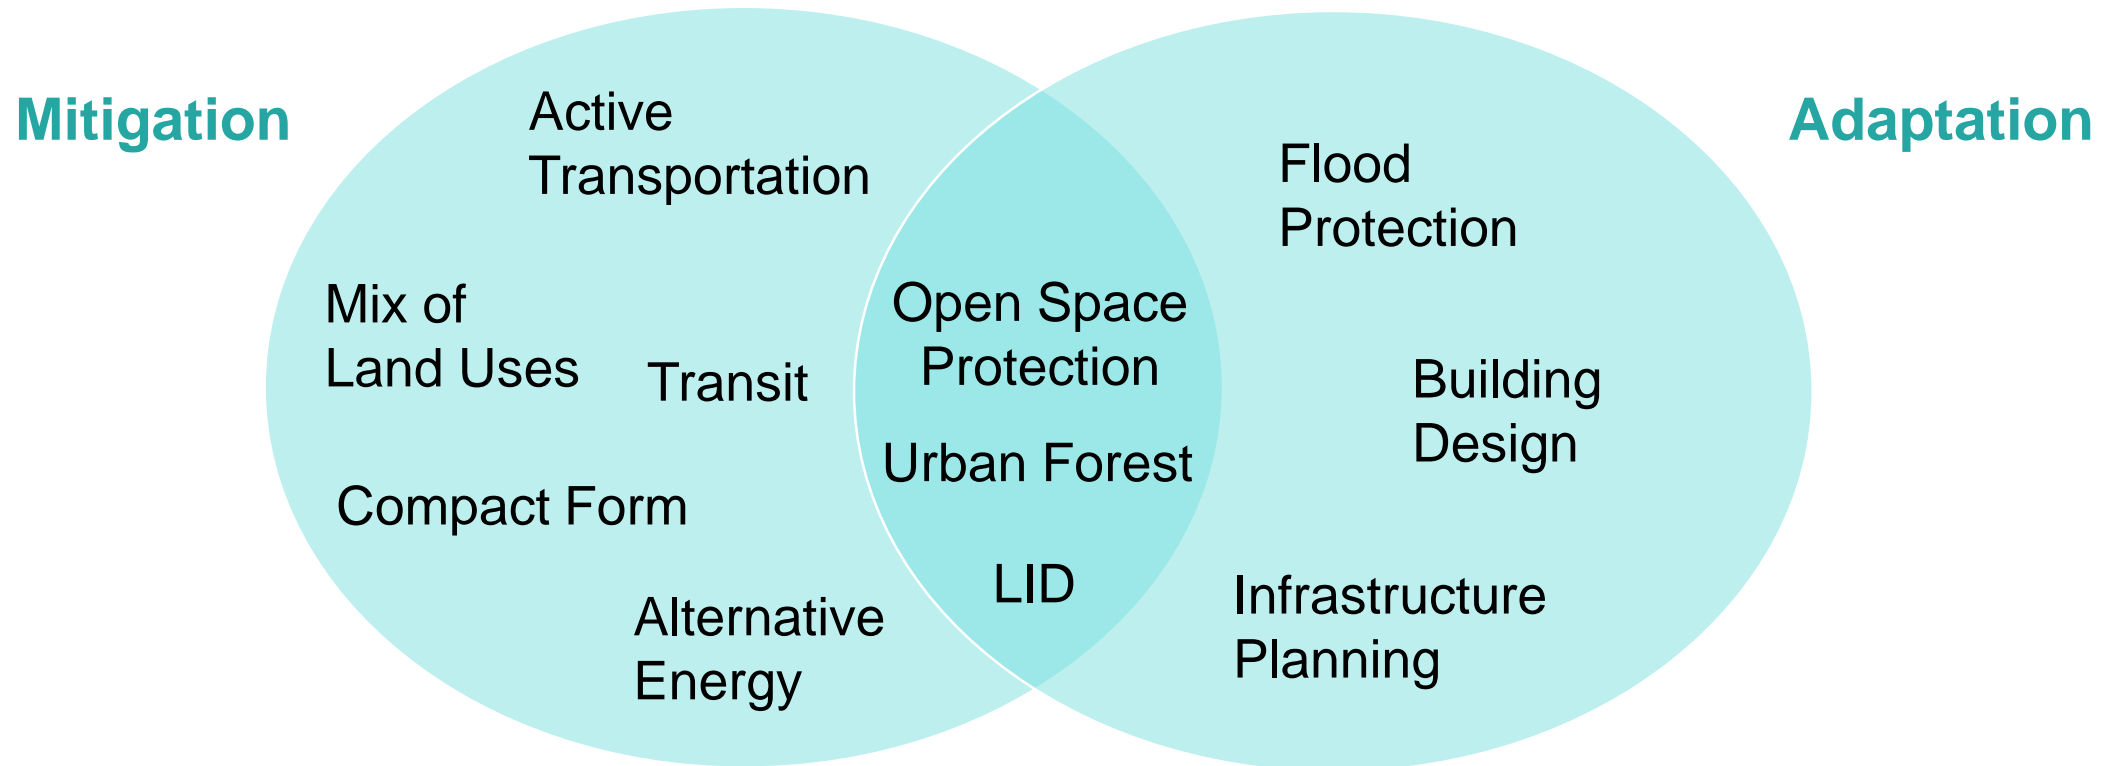 Mitigation
Adaptation
Active
Transportation
Mix of
Land Uses
Transit
Compact Form
Alternative
Energy
Open Space
Protection
Urban Forest
LID
Flood
Protection
Building
Design
Infrastructure
Planning